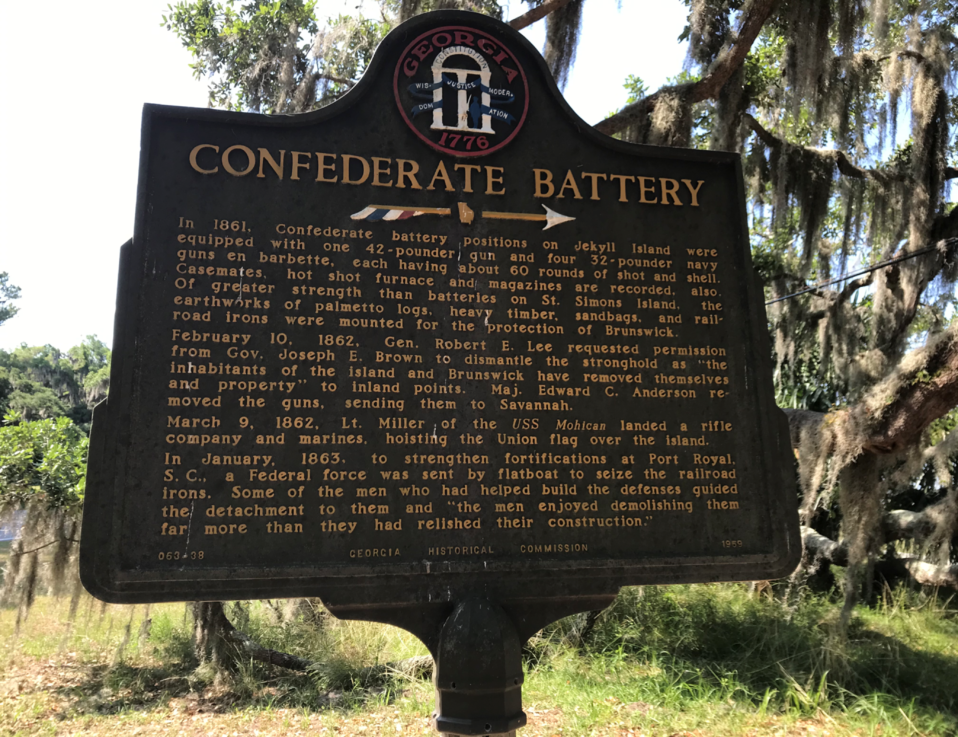 GEORGIA
CONSTITUTION
WIS- JUSTICE MODER-
DOM ATION
1776
CONFEDERATE BATTERY
In 1861, Confederate battery positions on Jekyll Island were
equipped with one 42-pounder gun and four 32-pounder navy
guns en barbette, each having about 60 rounds of shot and shell.
Casemates, hot shot furnace and magazines are recorded, also.
Of greater strength than batteries on St. Simons Island, the
earthworks of palmetto logs, heavy timber, sandbags, and rail-
road irons were mounted for the protection of Brunswick.
February 10, 1862, Gen. Robert E. Lee requested permission
from Gov. Joseph E. Brown to dismantle the stronghold as "the
inhabitants of the island and Brunswick have removed themselves
and property" to inland points. Maj. Edward C. Anderson re-
moved the guns, sending them to Savannah.
March 9, 1862, Lt. Miller of the USS Mohican landed a rifle
company and marines, hoisting the Union flag over the island.
In January, 1863, to strengthen fortifications at Port Royal,
S. C., a Federal force was sent by flatboat to seize the railroad
irons. Some of the men who had helped build the defenses guided
the detachment to them and "the men enjoyed demolishing them
far more than they had relished their construction."
063-38 GEORGIA HISTORICAL COMMISSION 1959